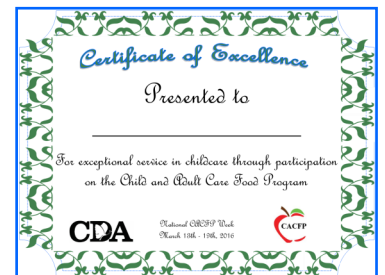 Certificate of Excellence
Presented to
For exceptional service in childcare through participation
on the Child and Adult Care Food Program
CDA
National CACFP Week
March 13th - 19th, 2016
CACFP